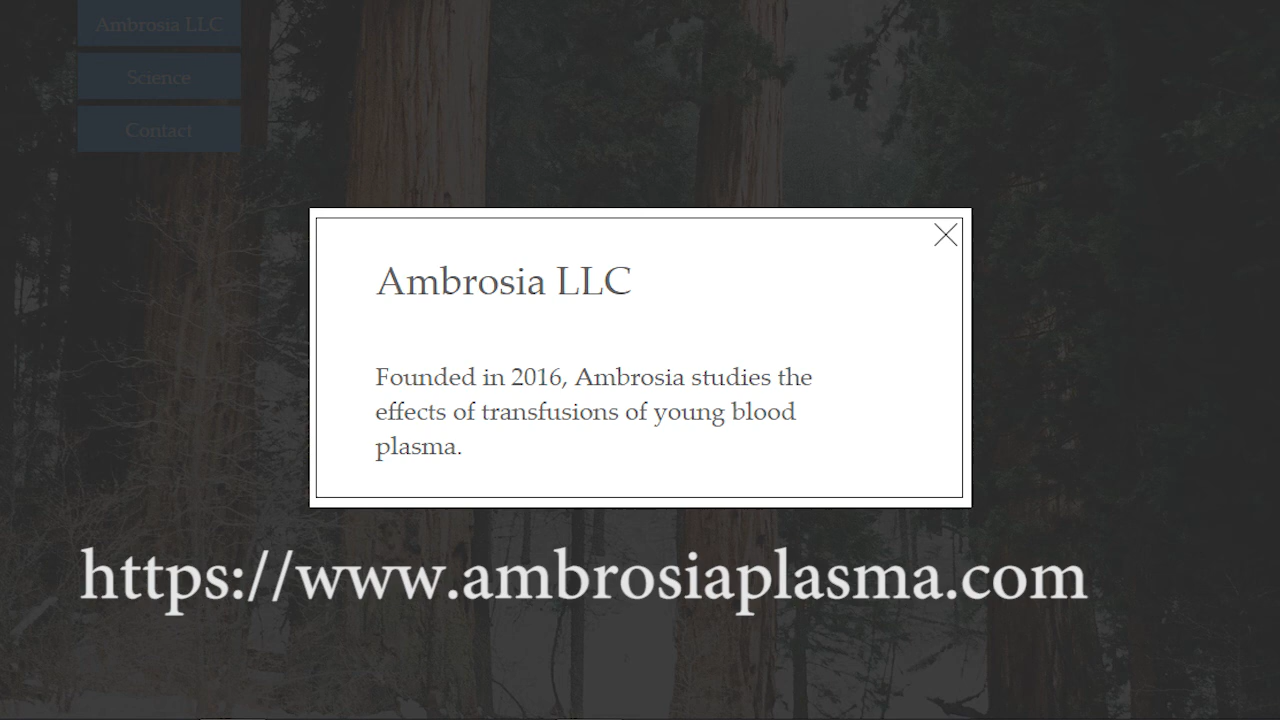 Ambrosia LLC
Science
Contact
Ambrosia LLC
Founded in 2016, Ambrosia studies the
effects of transfusions of young blood
plasma.
https://www.ambrosiaplasma.com